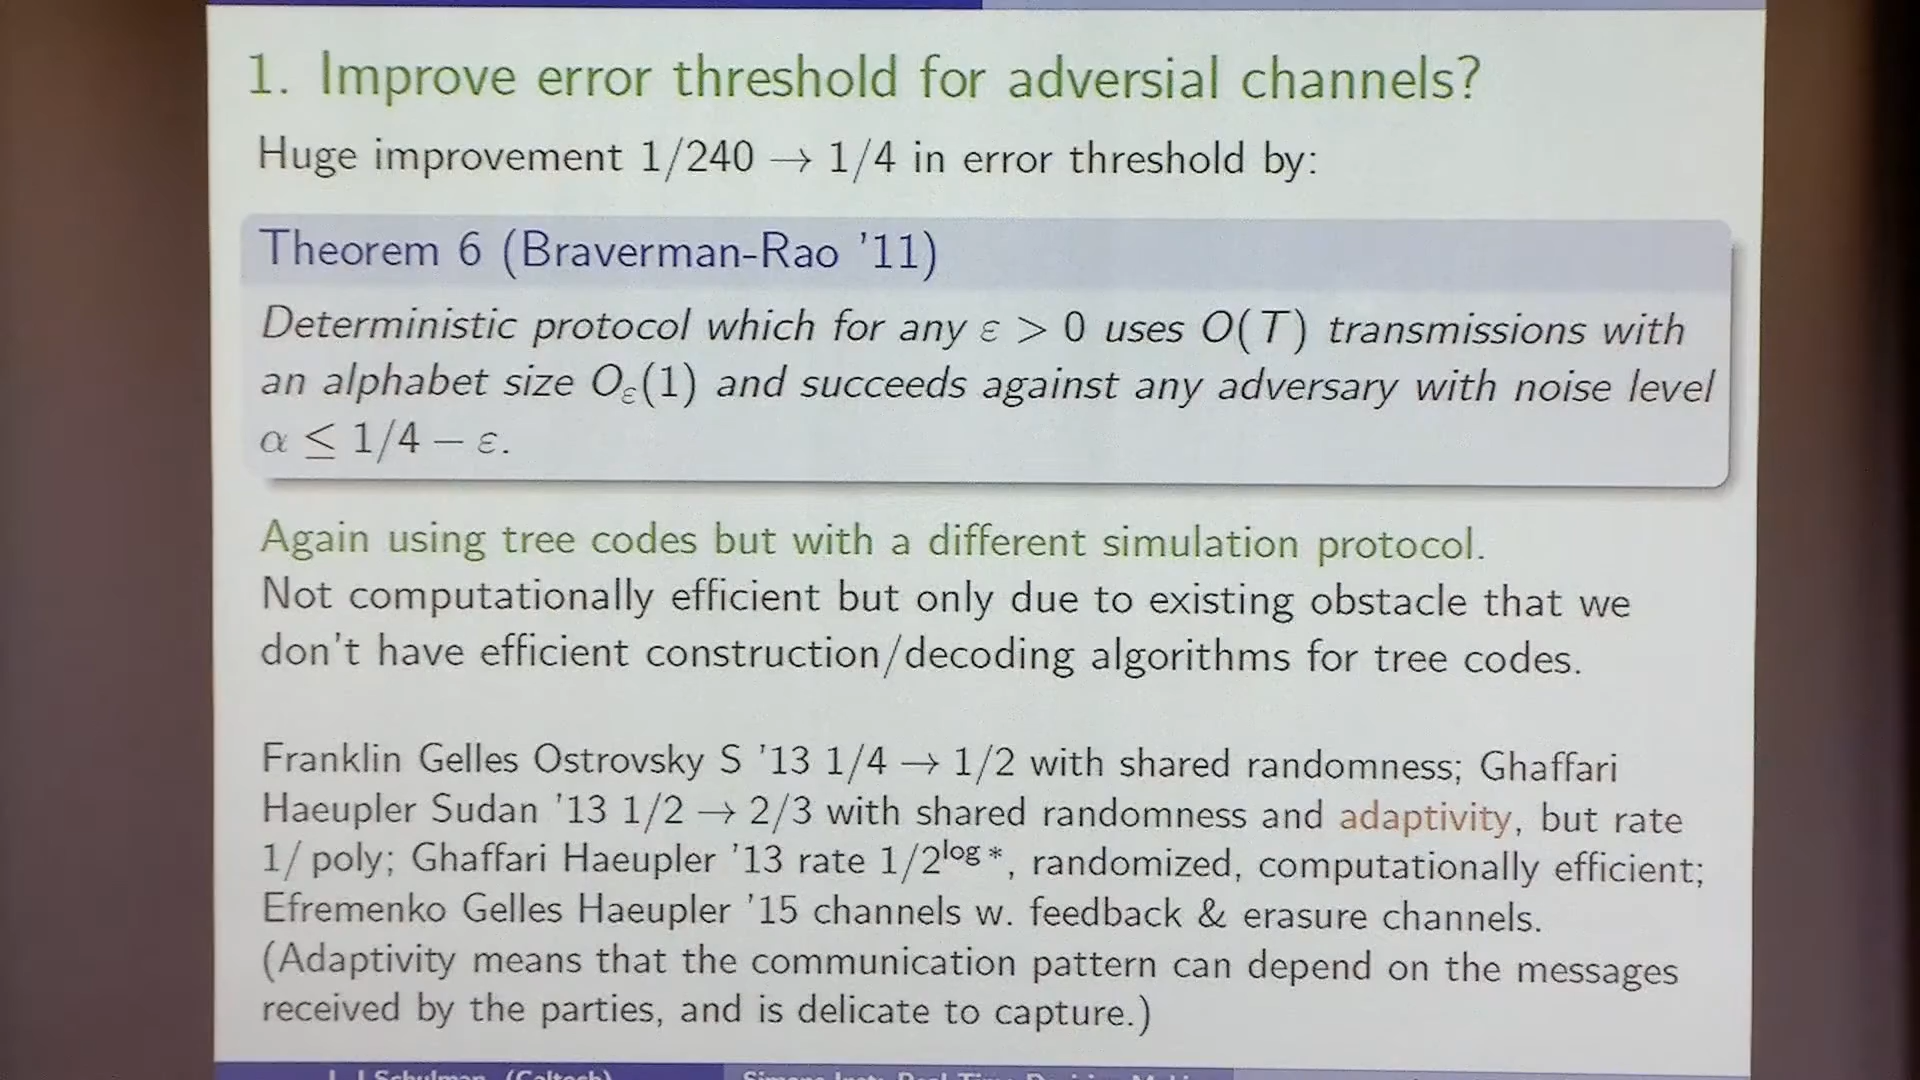 1. Improve error threshold for adversial channels?
Huge improvement 1/240 → 1/4 in error threshold by:
Theorem 6 (Braverman-Rao '11)
Deterministic protocol which for any ε > 0 uses O(T) transmissions with
an alphabet size Oε(1) and succeeds against any adversary with noise level
α ≤ 1/4 − ε.
Again using tree codes but with a different simulation protocol.
Not computationally efficient but only due to existing obstacle that we
don't have efficient construction/decoding algorithms for tree codes.
Franklin Gelles Ostrovsky S '13 1/4 → 1/2 with shared randomness; Ghaffari
Haeupler Sudan '13 1/2 → 2/3 with shared randomness and adaptivity, but rate
1/ poly; Ghaffari Haeupler '13 rate 1/2^log *, randomized, computationally efficient;
Efremenko Gelles Haeupler '15 channels w. feedback & erasure channels.
(Adaptivity means that the communication pattern can depend on the messages
received by the parties, and is delicate to capture.)
Schulman (Caltech)